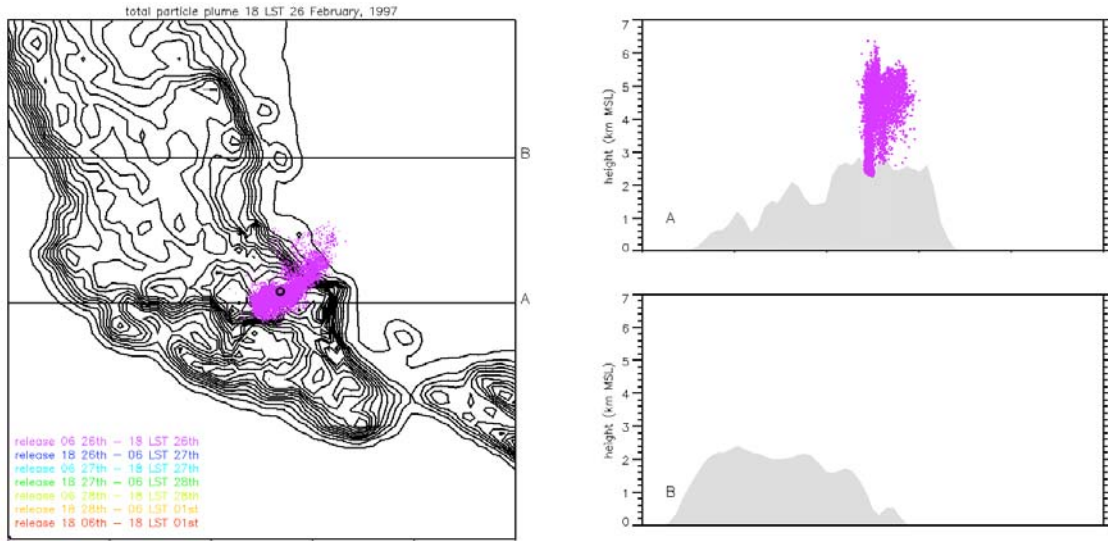 total particle plume 18 LST 26 February, 1997
B
A
release 06 26th – 18 LST 26th
release 18 26th – 06 LST 27th
release 06 27th – 18 LST 27th
release 18 27th – 06 LST 28th
release 06 28th – 18 LST 28th
release 18 28th – 06 LST 01st
release 18 06th – 18 LST 01st
7
6
5
4
3
2
1
0
height (km MSL)
A
7
6
5
4
3
2
1
0
height (km MSL)
B